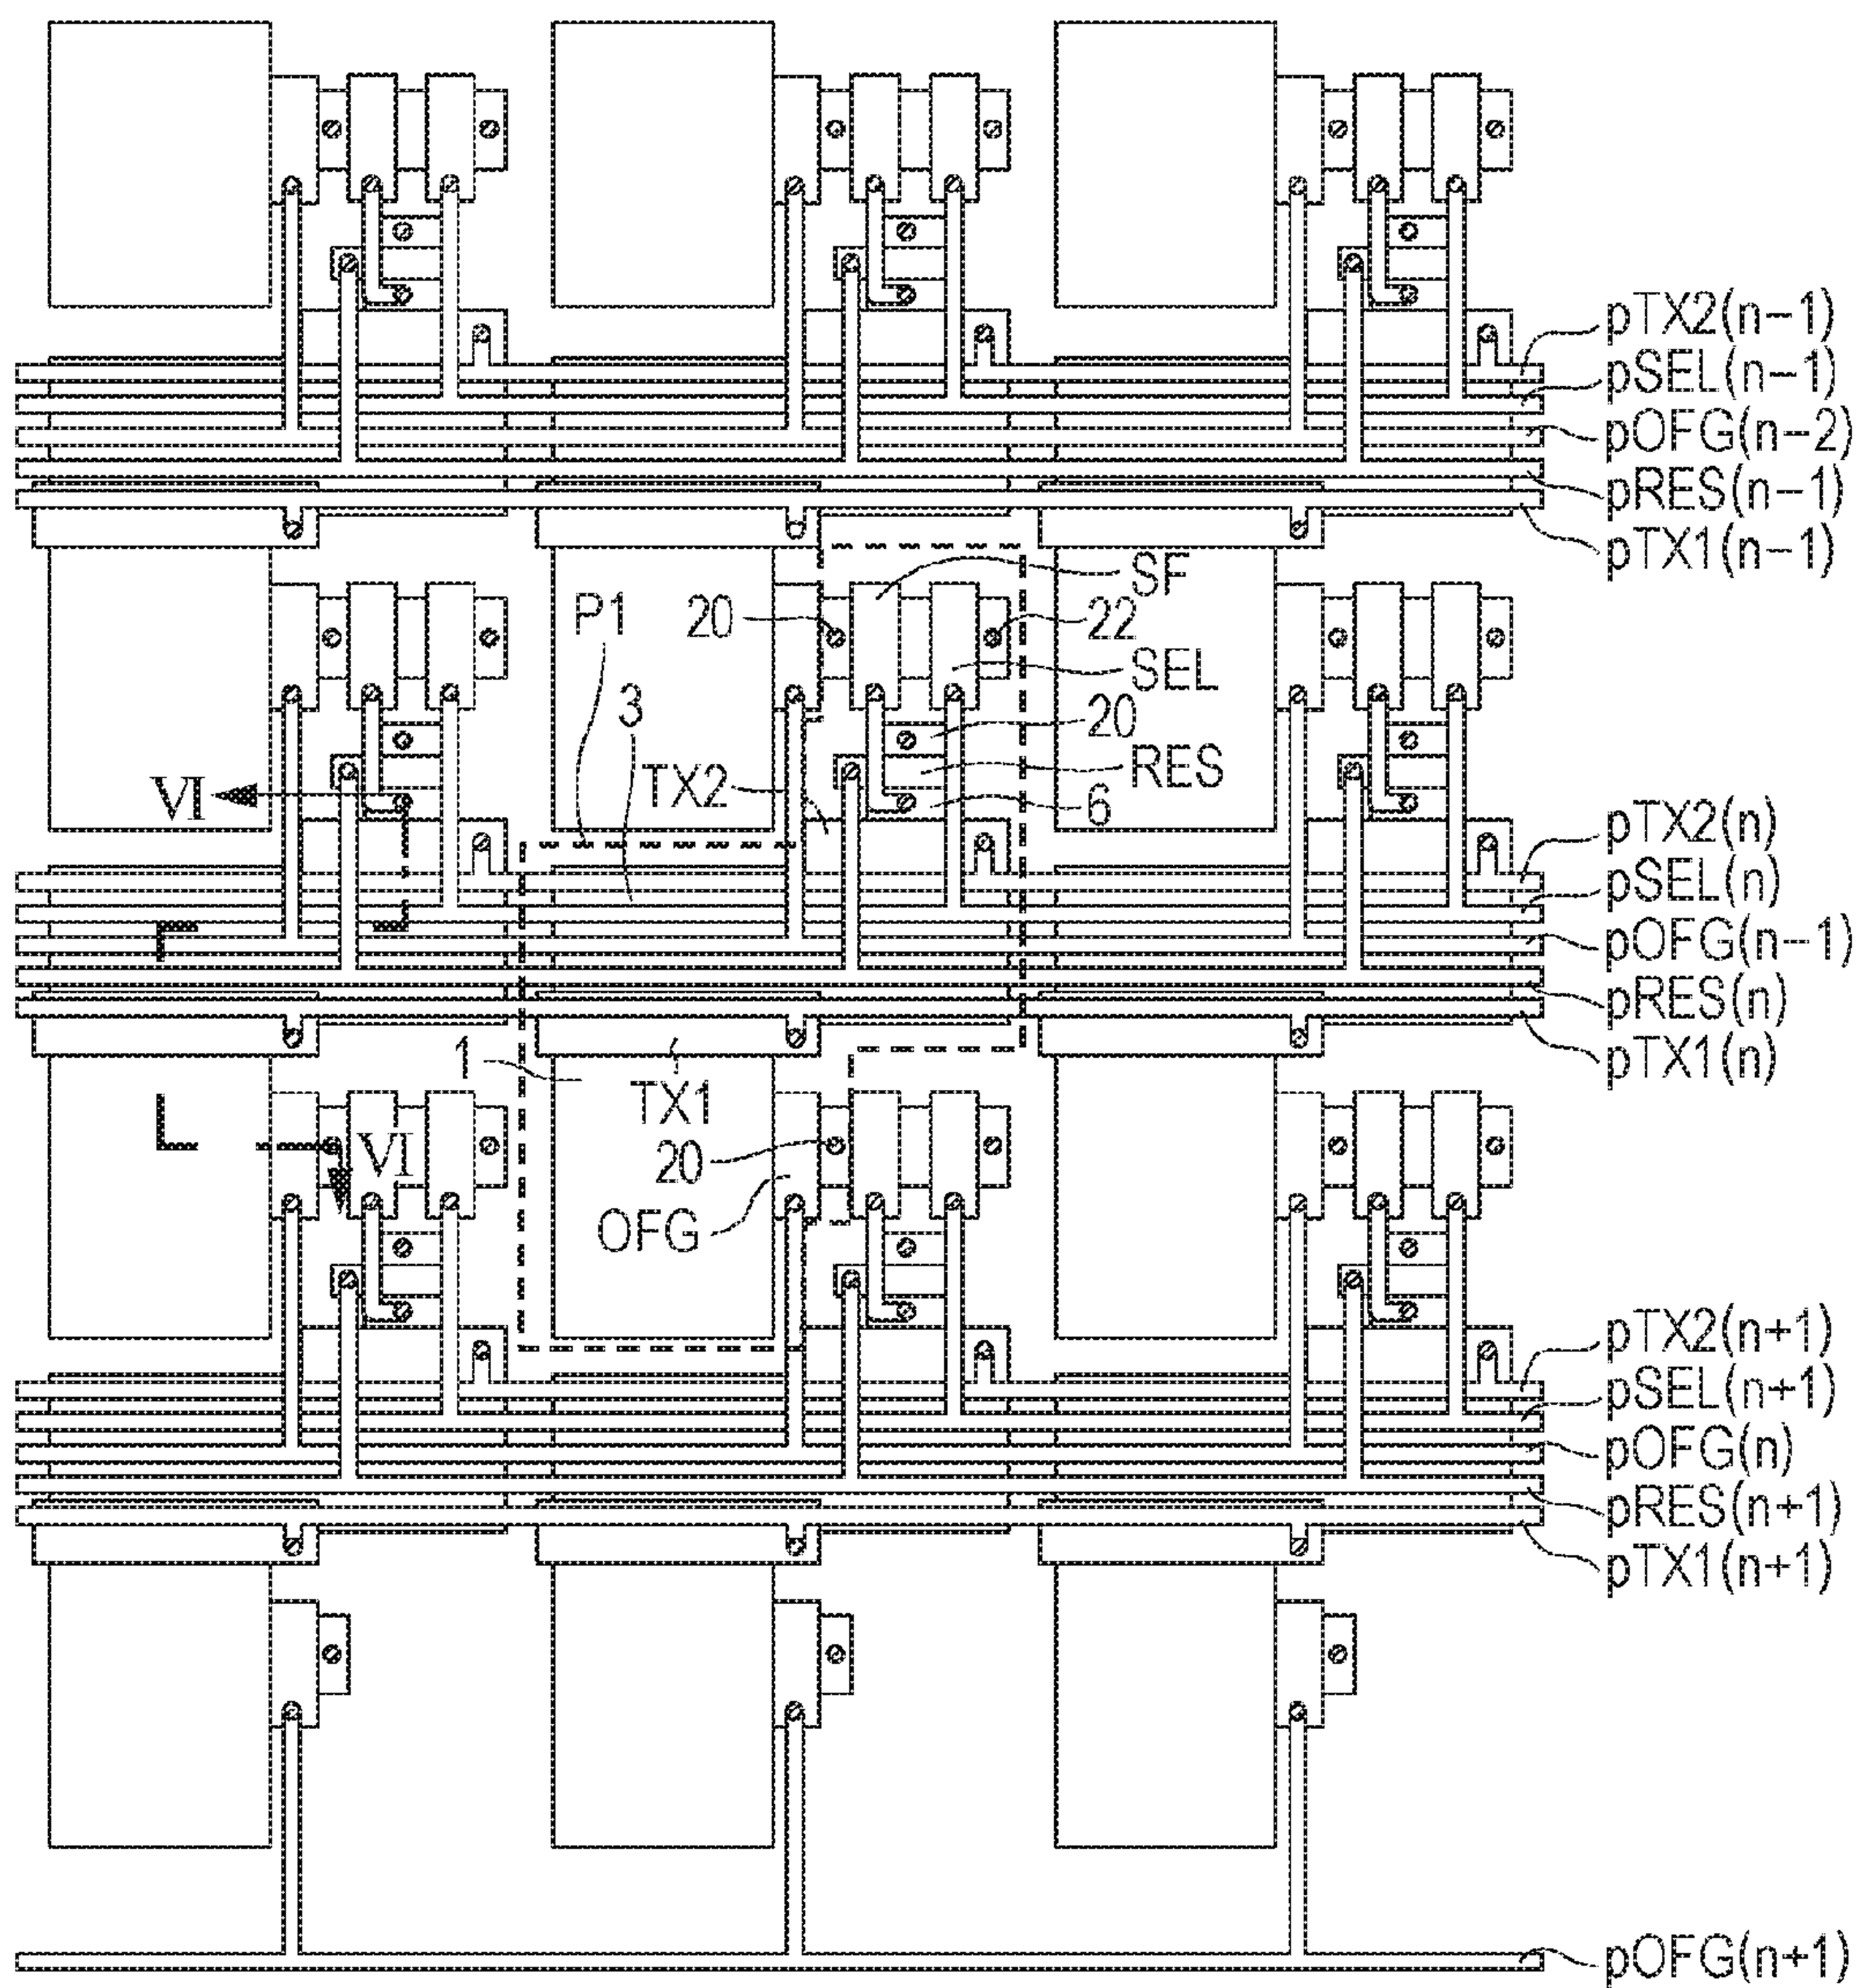 pTX2(n−1)
pSEL(n−1)
pOFG(n−2)
pRES(n−1)
pTX1(n−1)
SF
P1
20
22
SEL
3
20
TX2
RES
VI
6
pTX2(n)
pSEL(n)
pOFG(n−1)
pRES(n)
pTX1(n)
1
TX1
VI
20
OFG
pTX2(n+1)
pSEL(n+1)
pOFG(n)
pRES(n+1)
pTX1(n+1)
pOFG(n+1)